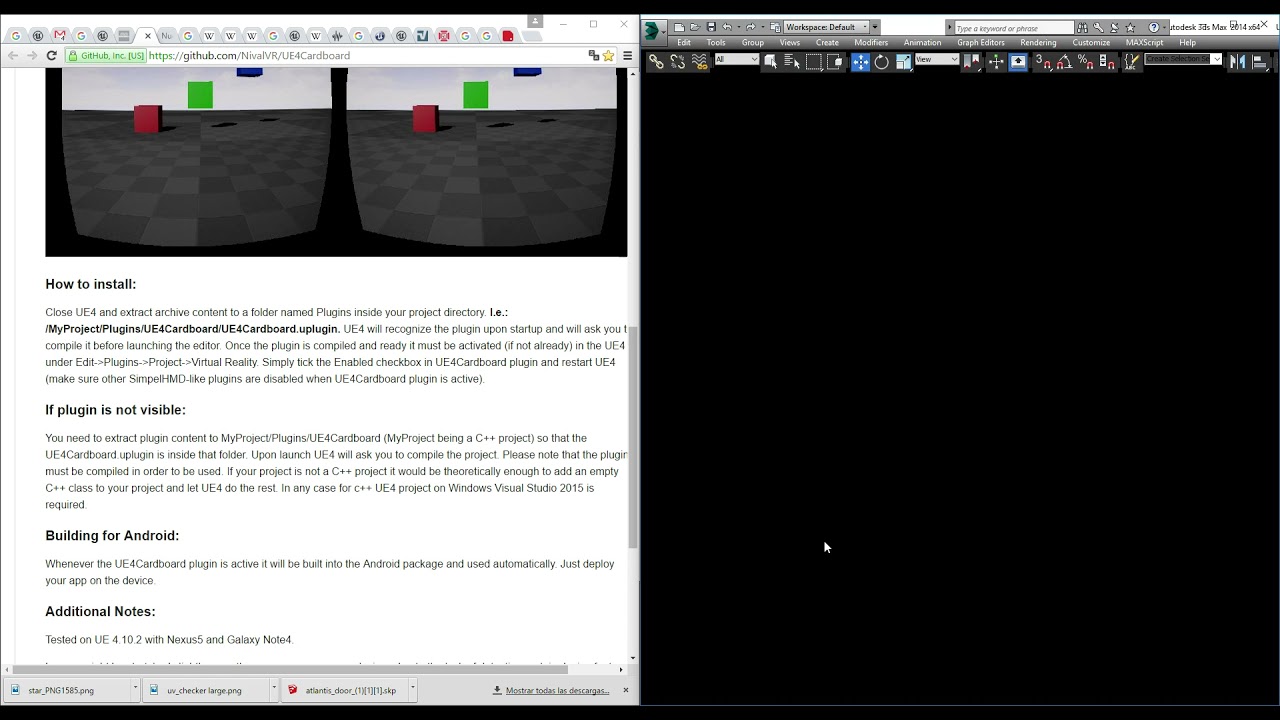 Nu
GitHub, Inc. [US]
https://github.com/NivalVR/UE4Cardboard
How to install:
Close UE4 and extract archive content to a folder named Plugins inside your project directory. I.e.:
/MyProject/Plugins/UE4Cardboard/UE4Cardboard.uplugin. UE4 will recognize the plugin upon startup and will ask you t
compile it before launching the editor. Once the plugin is compiled and ready it must be activated (if not already) in the UE4
under Edit->Plugins->Project->Virtual Reality. Simply tick the Enabled checkbox in UE4Cardboard plugin and restart UE4
(make sure other SimpelHMD-like plugins are disabled when UE4Cardboard plugin is active).
If plugin is not visible:
You need to extract plugin content to MyProject/Plugins/UE4Cardboard (MyProject being a C++ project) so that the
UE4Cardboard.uplugin is inside that folder. Upon launch UE4 will ask you to compile the project. Please note that the plugin
must be compiled in order to be used. If your project is not a C++ project it would be theoretically enough to add an empty
C++ class to your project and let UE4 do the rest. In any case for c++ UE4 project on Windows Visual Studio 2015 is
required.
Building for Android:
Whenever the UE4Cardboard plugin is active it will be built into the Android package and used automatically. Just deploy
your app on the device.
Additional Notes:
Tested on UE 4.10.2 with Nexus5 and Galaxy Note4.
star_PNG1585.png
uv_checker large.png
atlantis_door_(1)[1][1].skp
Mostrar todas las descargas...
Workspace: Default
Type a keyword or phrase
utodesk 3ds Max 2014 x64
Edit Tools Group Views Create Modifiers Animation Graph Editors Rendering Customize MAXScript Help
All
View
Create Selection Se